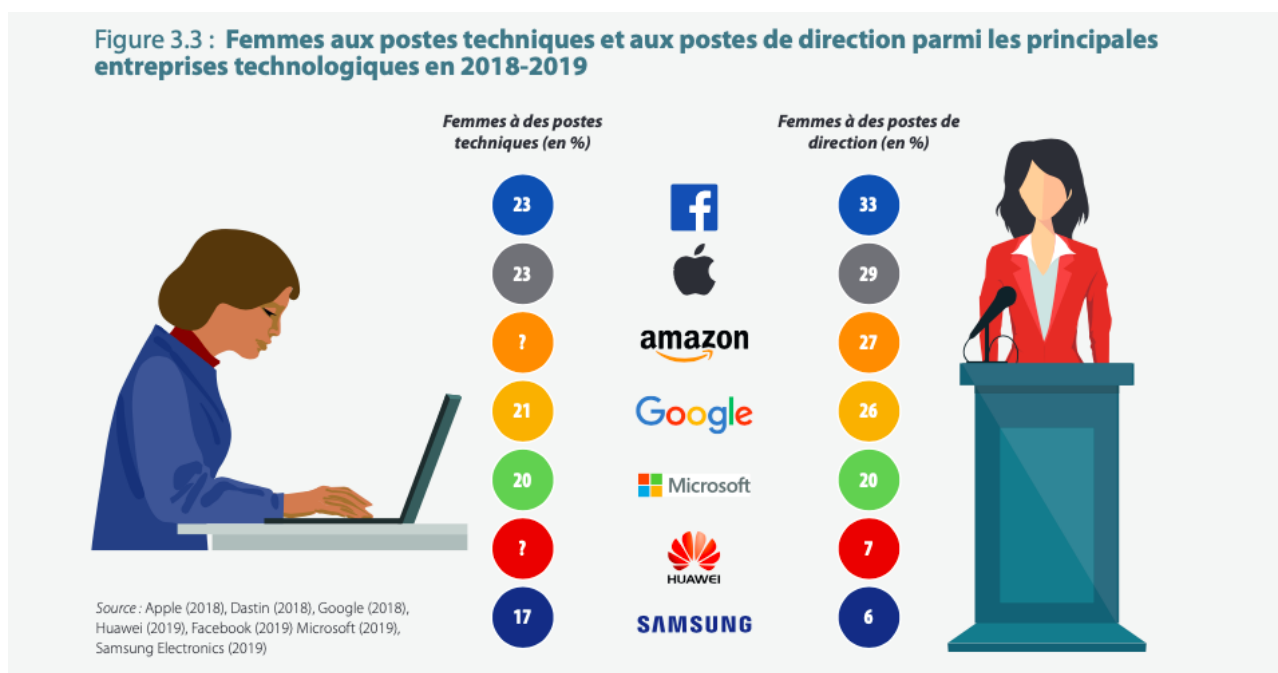 Figure 3.3 : Femmes aux postes techniques et aux postes de direction parmi les principales
entreprises technologiques en 2018-2019
Femmes à des postes
techniques (en %)
Femmes à des postes de
direction (en %)
23 f 33
23 29
? amazon 27
21 Google 26
20 Microsoft 20
? HUAWEI 7
17 SAMSUNG 6
Source : Apple (2018), Dastin (2018), Google (2018),
Huawei (2019), Facebook (2019) Microsoft (2019),
Samsung Electronics (2019)